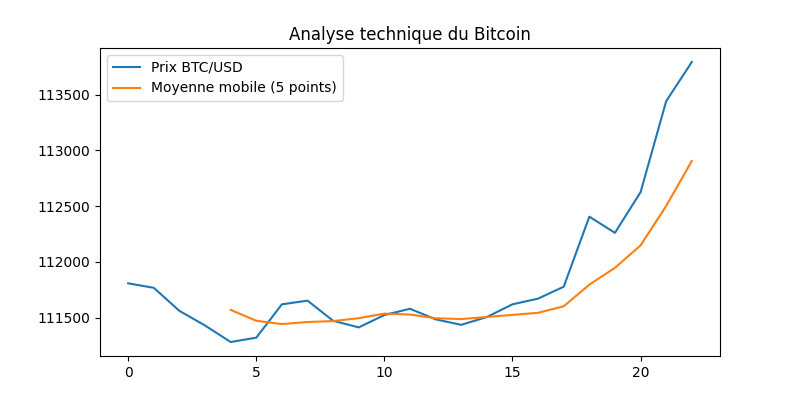 Analyse technique du Bitcoin
Prix BTC/USD
Moyenne mobile (5 points)
113500
113000
112500
112000
111500
0 5 10 15 20